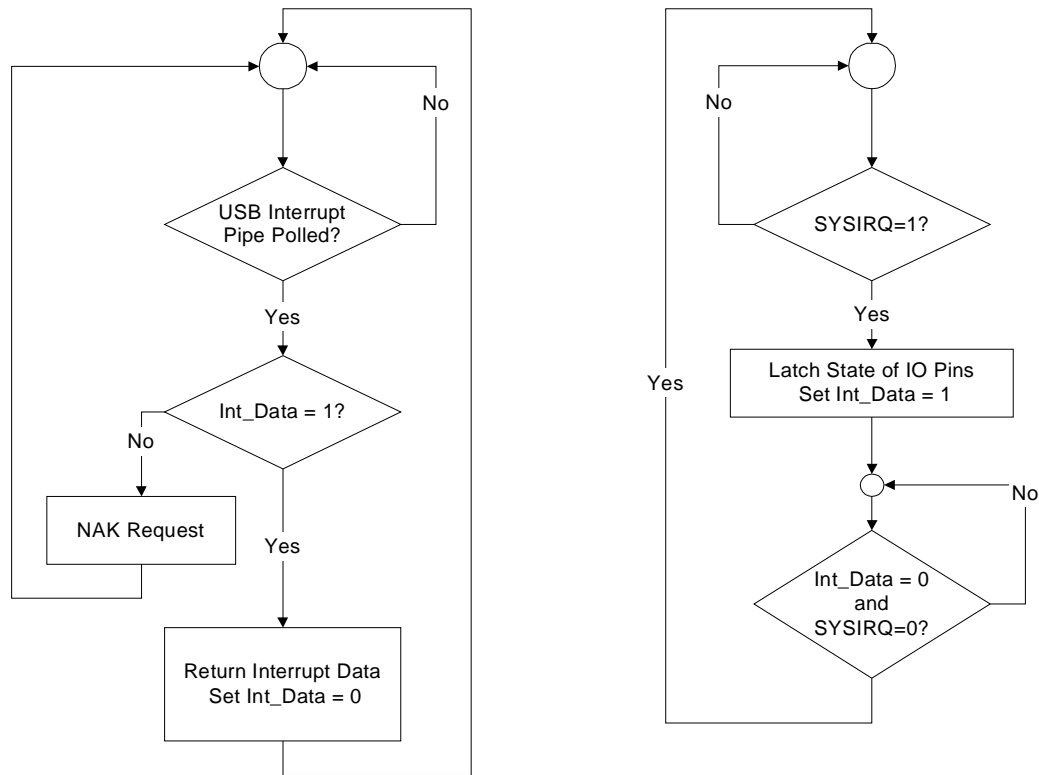 No
USB Interrupt
Pipe Polled?
Yes
Int_Data = 1?
No
NAK Request
Yes
Return Interrupt Data
Set Int_Data = 0
No
SYSIRQ=1?
Yes
Latch State of IO Pins
Set Int_Data = 1
Yes
No
Int_Data = 0
and
SYSIRQ=0?